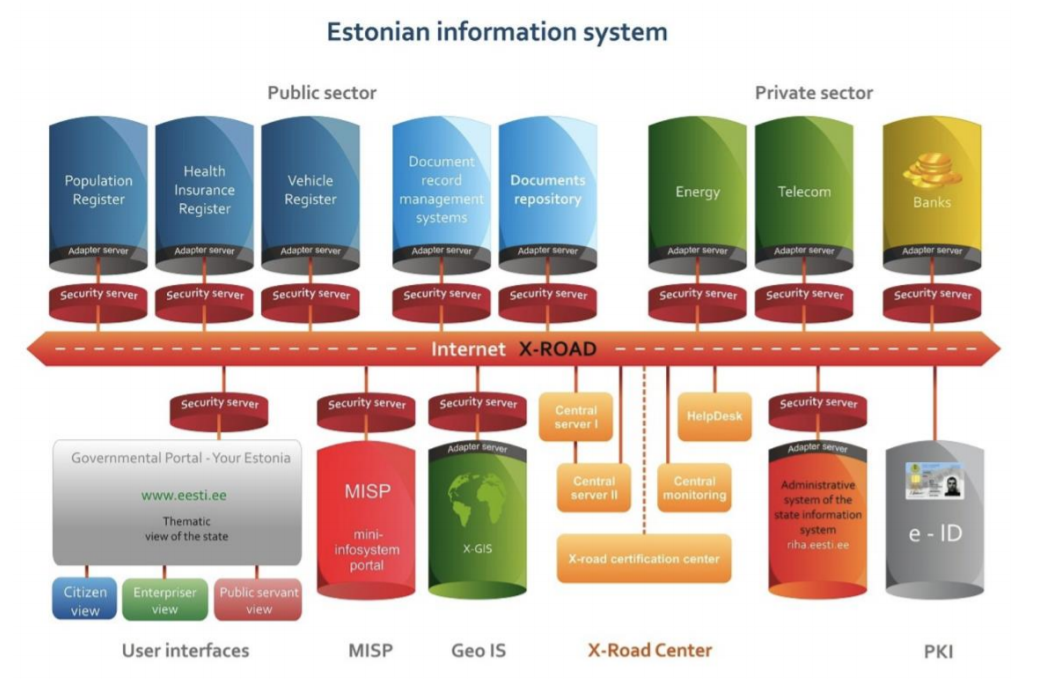 Estonian information system
Public sector
Private sector
Population
Register
Health
Insurance
Register
Vehicle
Register
Document
record
management
systems
Documents
repository
Energy
Telecom
Banks
Adapter server
Adapter server
Adapter server
Adapter server
Adapter server
Adapter server
Adapter server
Adapter server
Security server
Security server
Security server
Security server
Security server
Security server
Security server
Security server
Internet X-ROAD
Security server
Security server
Security server
Central
server I
HelpDesk
Security server
Governmental Portal - Your Estonia
www.eesti.ee
Thematic
view of the state
MISP
mini-
infosystem
portal
Adapter server
X-GIS
Central
server II
Central
monitoring
X-road certification center
Administrative
system of the
state information
system
riha.eesti.ee
e - ID
Citizen
view
Enterpriser
view
Public servant
view
User interfaces
MISP
Geo IS
X-Road Center
PKI